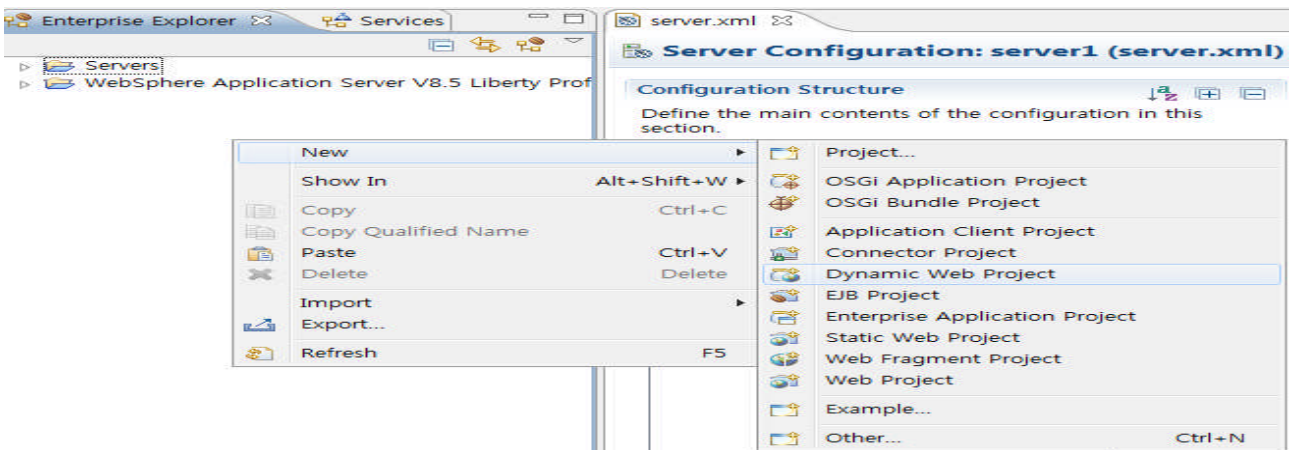 Enterprise Explorer
Services
server.xml
Servers
WebSphere Application Server V8.5 Liberty Prof
Server Configuration: server1 (server.xml)
Configuration Structure
Define the main contents of the configuration in this
section.
New
Show In Alt+Shift+W
Copy Ctrl+C
Copy Qualified Name
Paste Ctrl+V
Delete Delete
Import
Export...
Refresh F5
Project...
OSGi Application Project
OSGi Bundle Project
Application Client Project
Connector Project
Dynamic Web Project
EJB Project
Enterprise Application Project
Static Web Project
Web Fragment Project
Web Project
Example...
Other... Ctrl+N